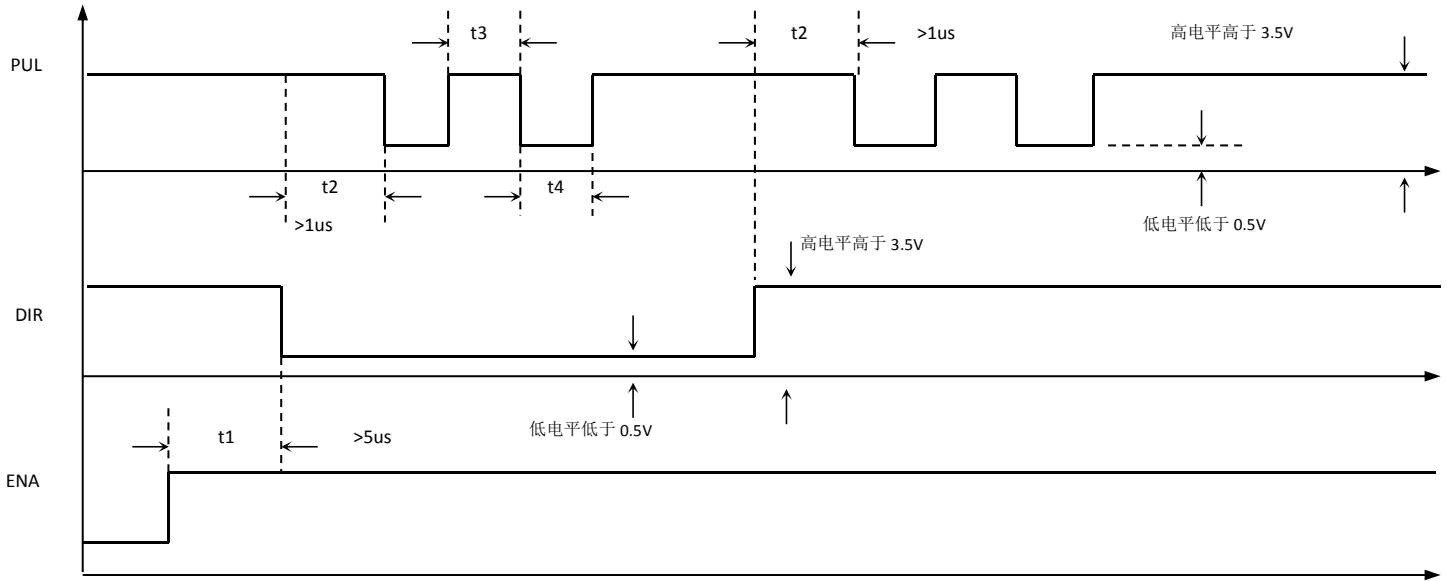 t3
t2
>1us
高电平高于 3.5V
PUL
t2
t4
>1us
低电平低于 0.5V
高电平高于 3.5V
DIR
低电平低于 0.5V
t1
>5us
ENA